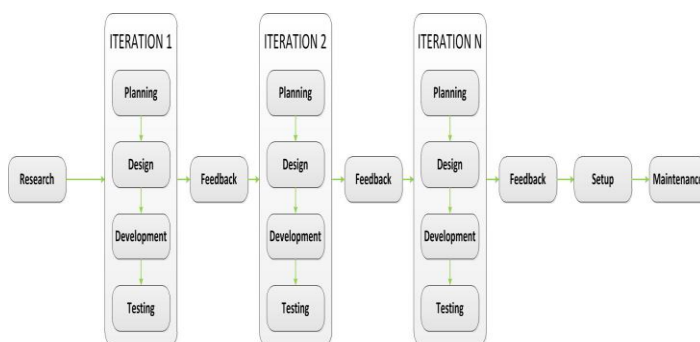 ITERATION 1
Planning
Design
Development
Testing
ITERATION 2
Planning
Design
Development
Testing
ITERATION N
Planning
Design
Development
Testing
Research
Feedback
Feedback
Feedback
Setup
Maintenance